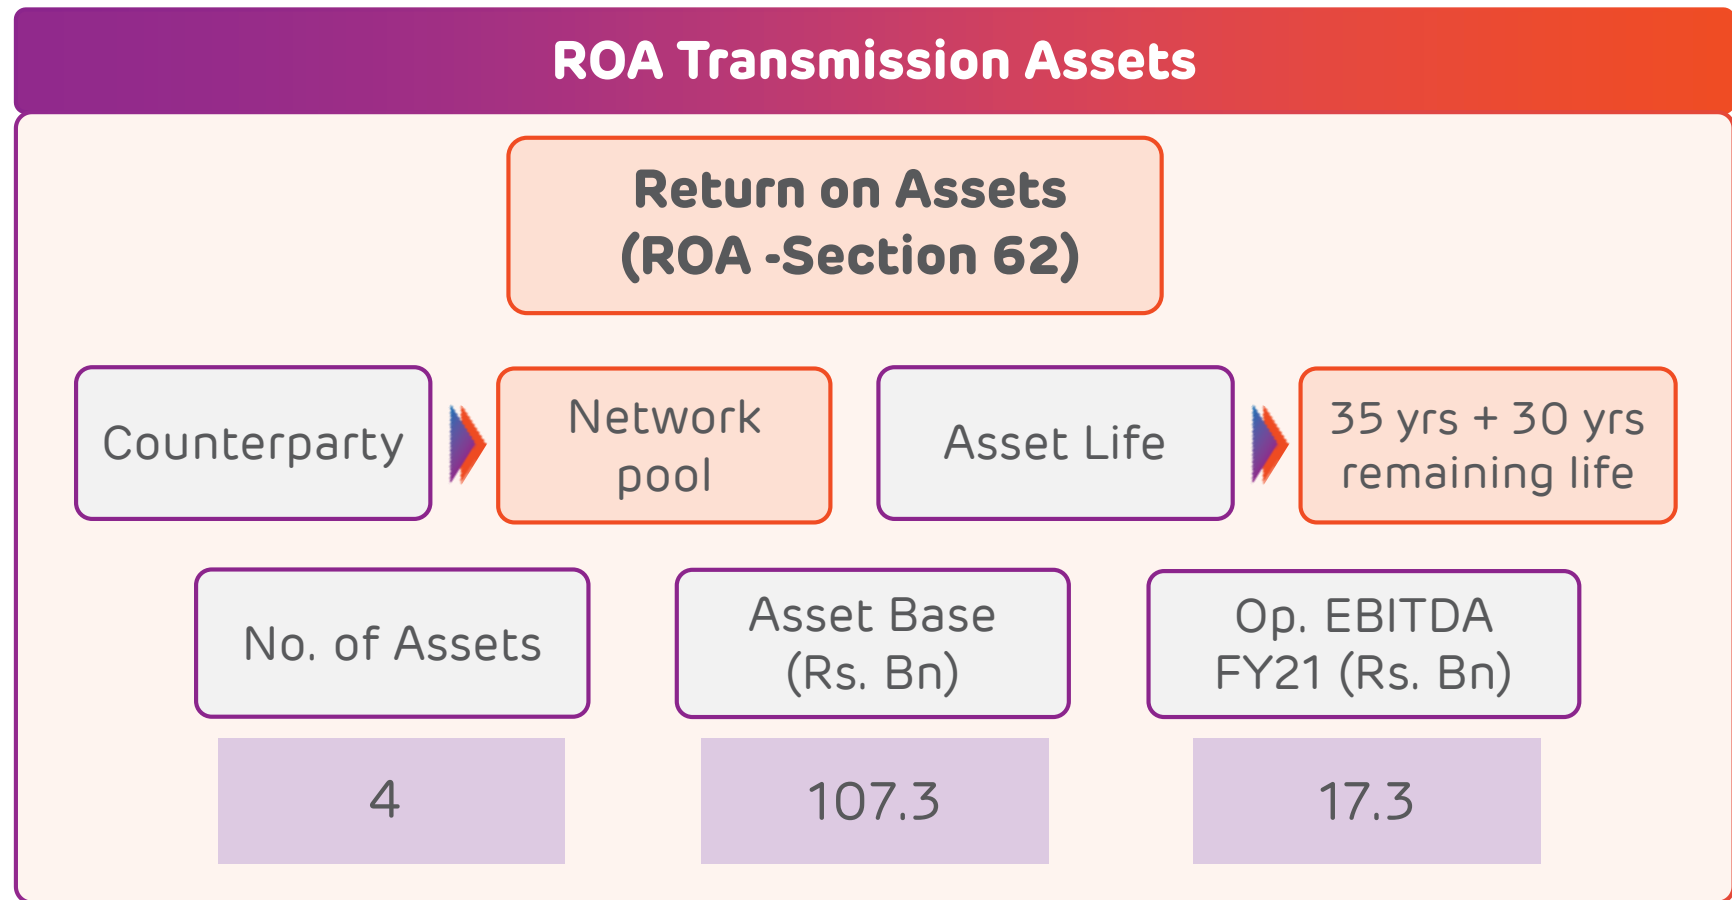 ROA Transmission Assets
Return on Assets
(ROA -Section 62)
Counterparty
Network
pool
Asset Life
35 yrs + 30 yrs
remaining life
No. of Assets
Asset Base
(Rs. Bn)
Op. EBITDA
FY21 (Rs. Bn)
4
107.3
17.3